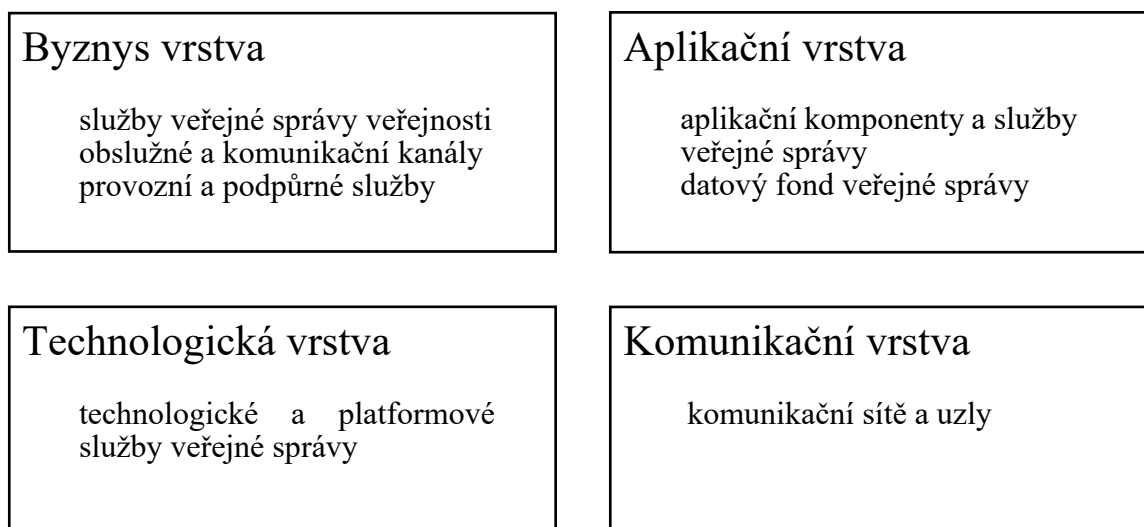 Byznys vrstva
služby veřejné správy veřejnosti
obslužné a komunikační kanály
provozní a podpůrné služby
Aplikační vrstva
aplikační komponenty a služby
veřejné správy
datový fond veřejné správy
Technologická vrstva
technologické a platformové
služby veřejné správy
Komunikační vrstva
komunikační sítě a uzly